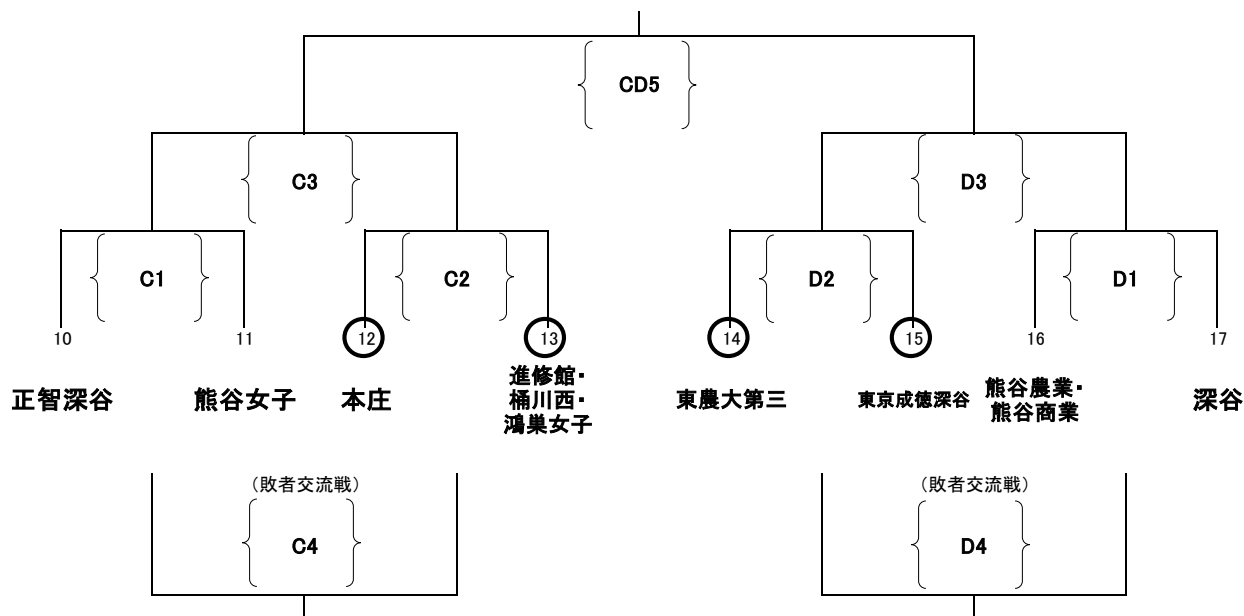 CD5
C3
D3
C1
C2
D2
D1
10
11
12
13
14
15
16
17
正智深谷
熊谷女子
本庄
進修館・
桶川西・
鴻巣女子
東農大第三
東京成徳深谷
熊谷農業・
熊谷商業
深谷
（敗者交流戦）
（敗者交流戦）
C4
D4